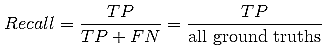 Recall = TP / (TP + FN) = TP / all ground truths